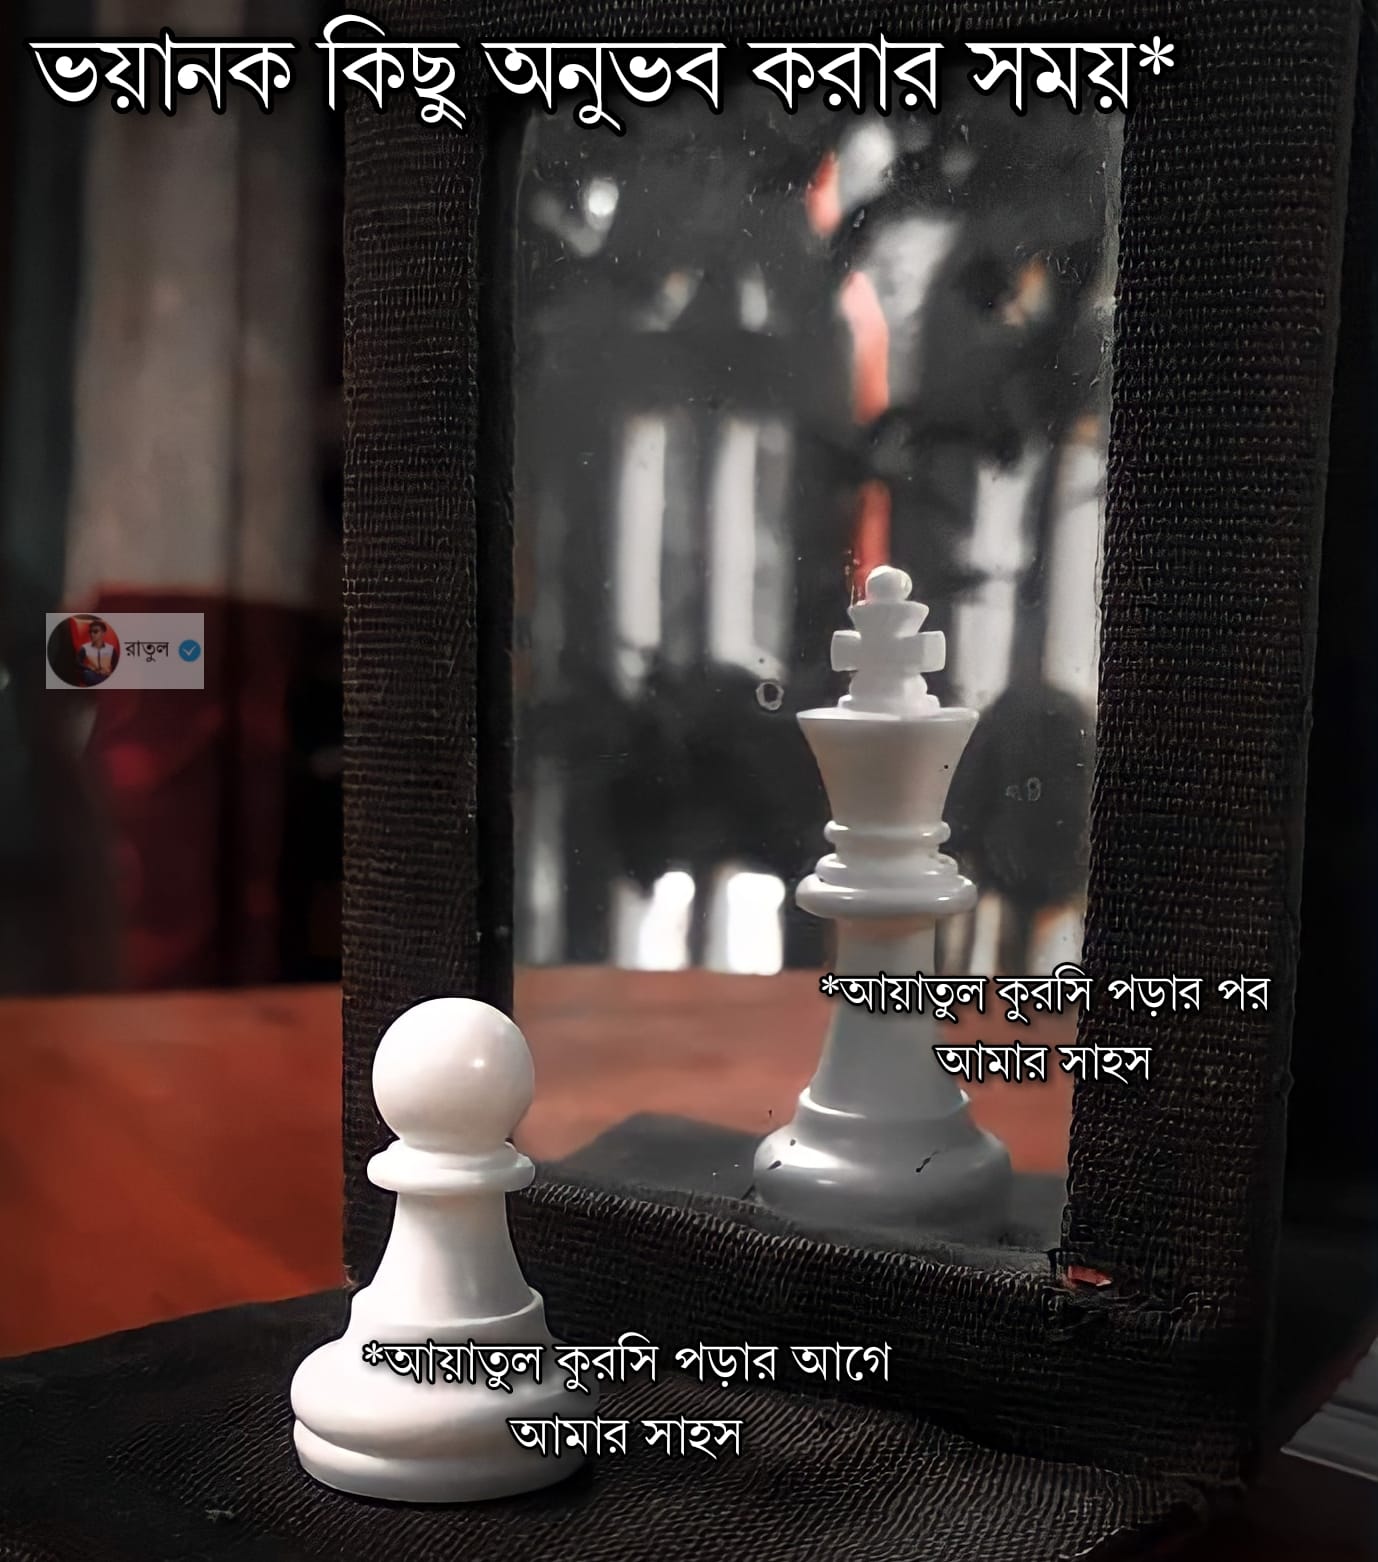 ভয়ানক কিছু অনুভব করার সময়*
রাতুল
*আয়াতুল কুরসি পড়ার পর
আমার সাহস
*আয়াতুল কুরসি পড়ার আগে
আমার সাহস